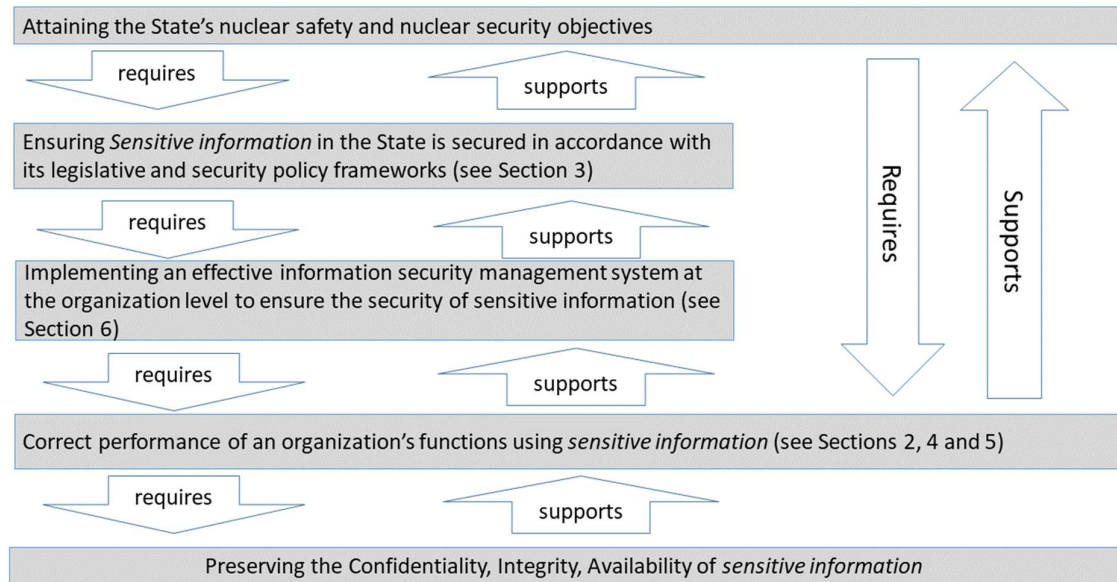 Attaining the State's nuclear safety and nuclear security objectives
requires
supports
Ensuring Sensitive information in the State is secured in accordance with
its legislative and security policy frameworks (see Section 3)
requires
supports
Implementing an effective information security management system at
the organization level to ensure the security of sensitive information (see
Section 6)
requires
supports
Requires
Supports
Correct performance of an organization's functions using sensitive information (see Sections 2, 4 and 5)
requires
supports
Preserving the Confidentiality, Integrity, Availability of sensitive information